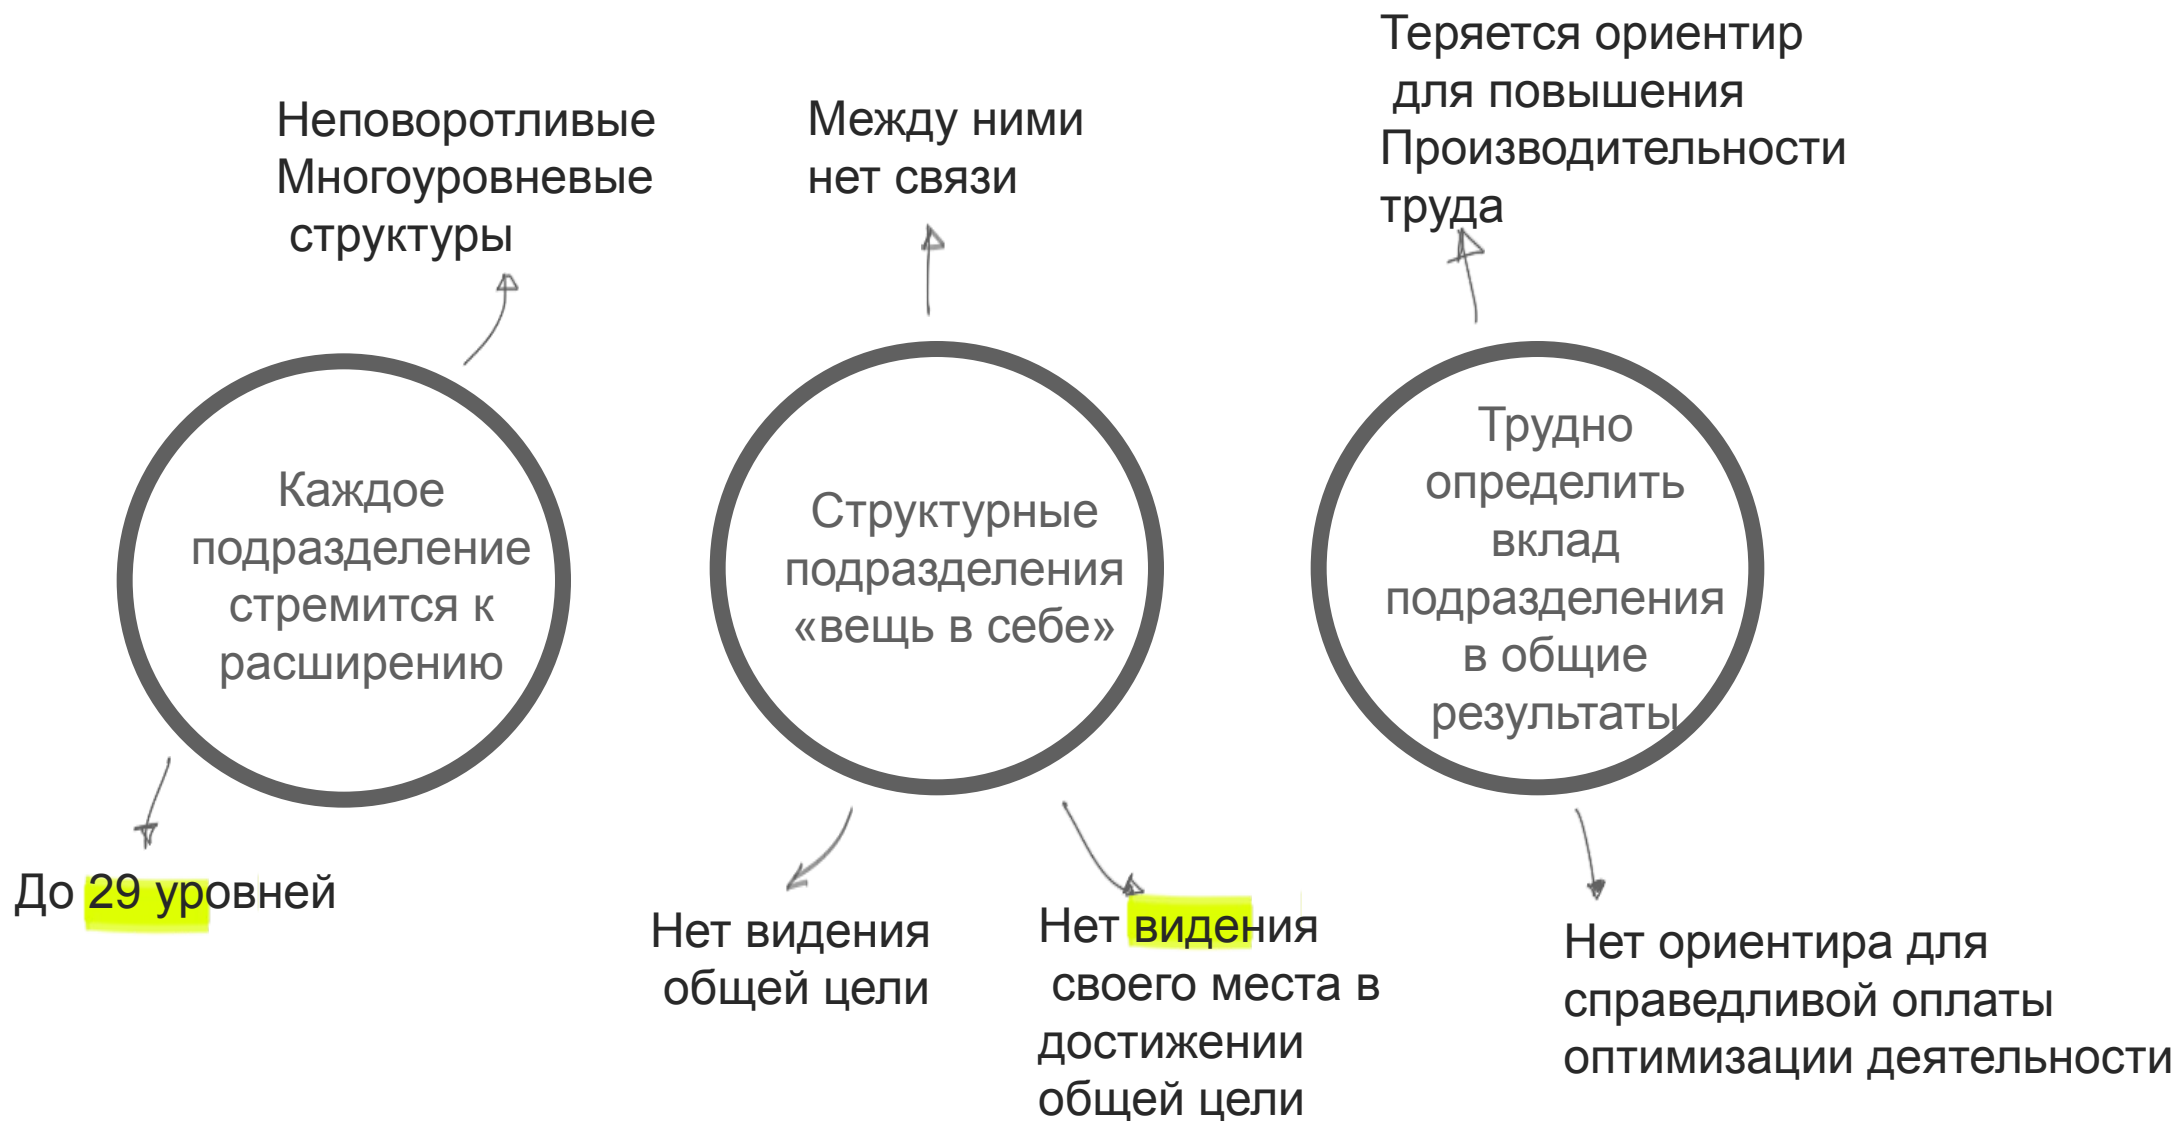 Неповоротливые
Многоуровневые
структуры
Между ними
нет связи
Теряется ориентир
для повышения
Производительности
труда
Каждое
подразделение
стремится к
расширению
Структурные
подразделения
«вещь в себе»
Трудно
определить
вклад
подразделения
в общие
результаты
До 29 уровней
Нет видения
общей цели
Нет видения
своего места в
достижении
общей цели
Нет ориентира для
справедливой оплаты
оптимизации деятельности